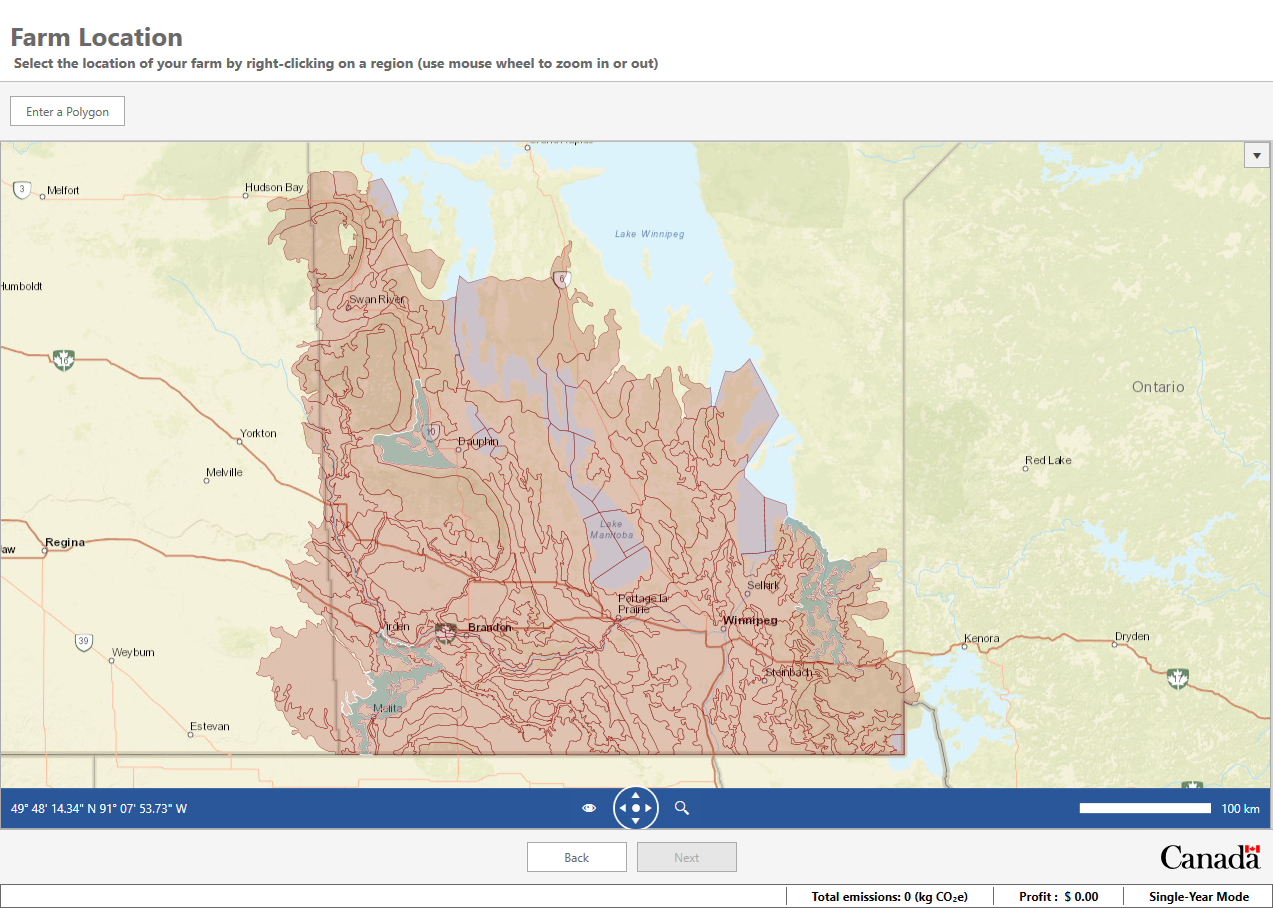 Farm Location
Select the location of your farm by right-clicking on a region (use mouse wheel to zoom in or out)
Enter a Polygon
3
Melfort
Hudson Bay
Lake Winnipeg
6
Humboldt
Swan River
16
Ontario
10
Yorkton
Dauphin
Melville
Red Lake
Lake
Manitoba
Regina
aw
Selkirk
Portage la
Prairie
Winnipeg
Virden
Brandon
39
Weyburn
Kenora
Dryden
Steinbach
17
Melita
Estevan
49° 48' 14.34" N 91° 07' 53.73" W
100 km
Back
Next
Canada
Total emissions: 0 (kg CO₂e)
Profit : $ 0.00
Single-Year Mode